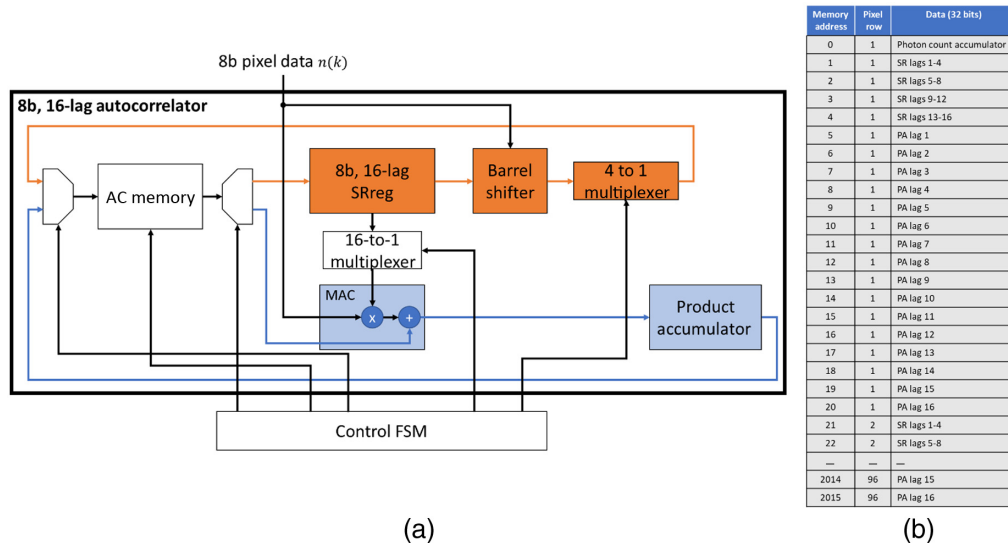 8b pixel data n(k)
8b, 16-lag autocorrelator
AC memory
8b, 16-lag
SRreg
Barrel
shifter
4 to 1
multiplexer
16-to-1
multiplexer
MAC
x
+
Product
accumulator
Control FSM
(a)
Memory address Pixel row Data (32 bits)
0 1 Photon count accumulator
1 1 SR lags 1-4
2 1 SR lags 5-8
3 1 SR lags 9-12
4 1 SR lags 13-16
5 1 PA lag 1
6 1 PA lag 2
7 1 PA lag 3
8 1 PA lag 4
9 1 PA lag 5
10 1 PA lag 6
11 1 PA lag 7
12 1 PA lag 8
13 1 PA lag 9
14 1 PA lag 10
15 1 PA lag 11
16 1 PA lag 12
17 1 PA lag 13
18 1 PA lag 14
19 1 PA lag 15
20 1 PA lag 16
21 2 SR lags 1-4
22 2 SR lags 5-8
— — —
2014 96 PA lag 15
2015 96 PA lag 16
(b)